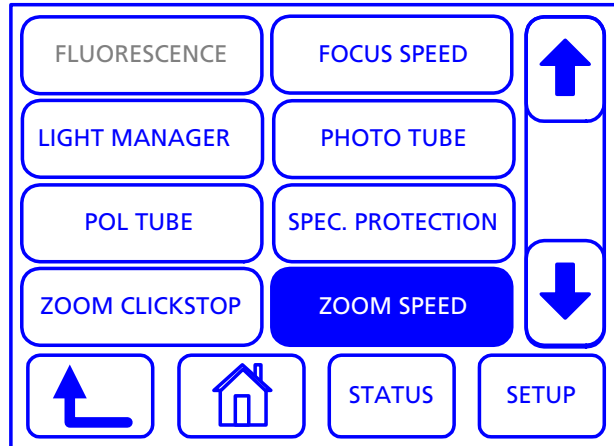 FLUORESCENCE
FOCUS SPEED
LIGHT MANAGER
PHOTO TUBE
POL TUBE
SPEC. PROTECTION
ZOOM CLICKSTOP
ZOOM SPEED
STATUS
SETUP